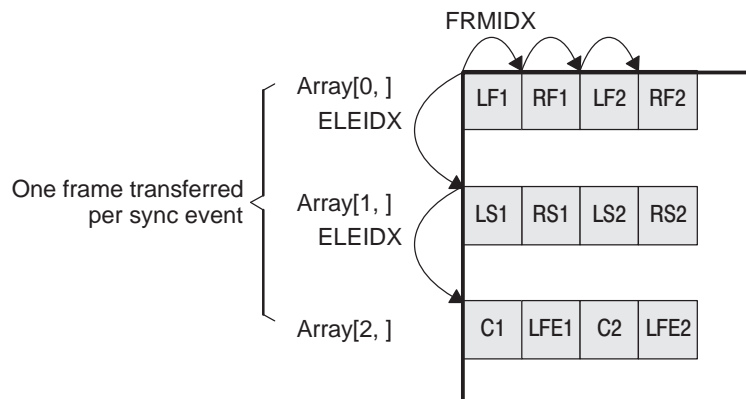 FRMIDX
Array[0, ]
LF1 RF1 LF2 RF2
ELEIDX
One frame transferred
per sync event
Array[1, ]
LS1 RS1 LS2 RS2
ELEIDX
Array[2, ]
C1 LFE1 C2 LFE2